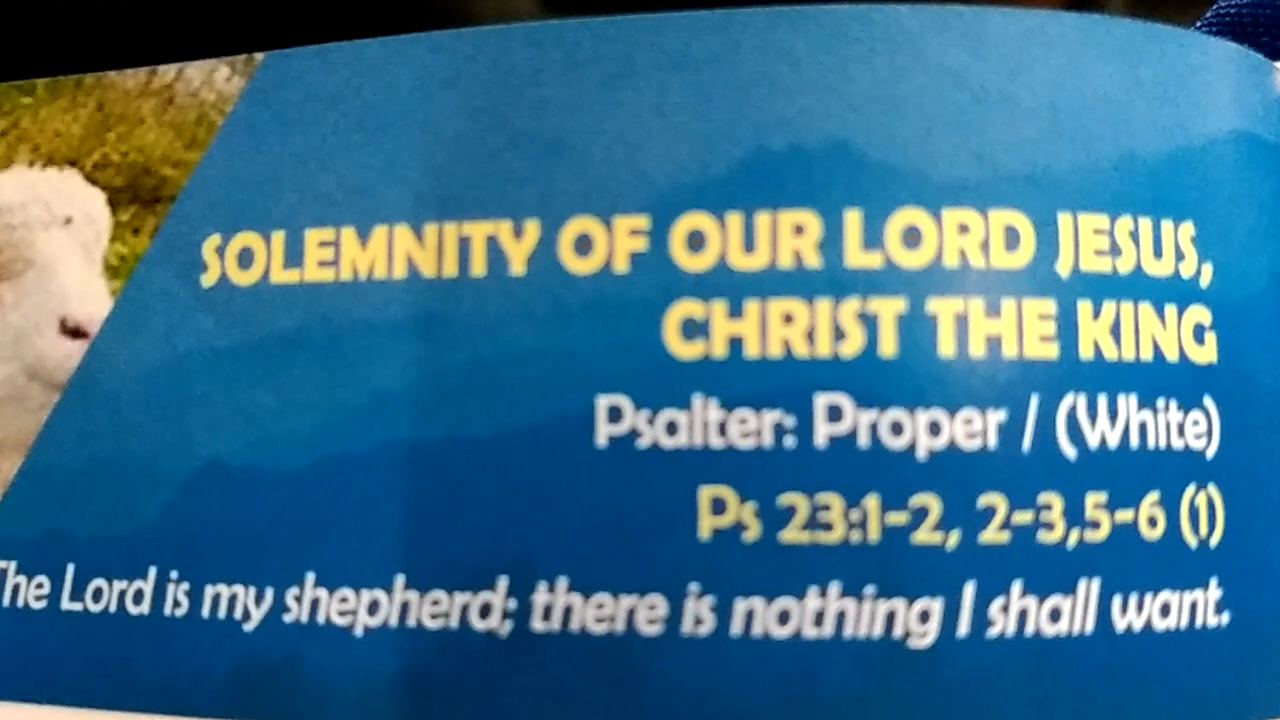 SOLEMNITY OF OUR LORD JESUS,
CHRIST THE KING
Psalter: Proper / (White)
Ps 23:1-2, 2-3,5-6 (1)
The Lord is my shepherd; there is nothing I shall want.